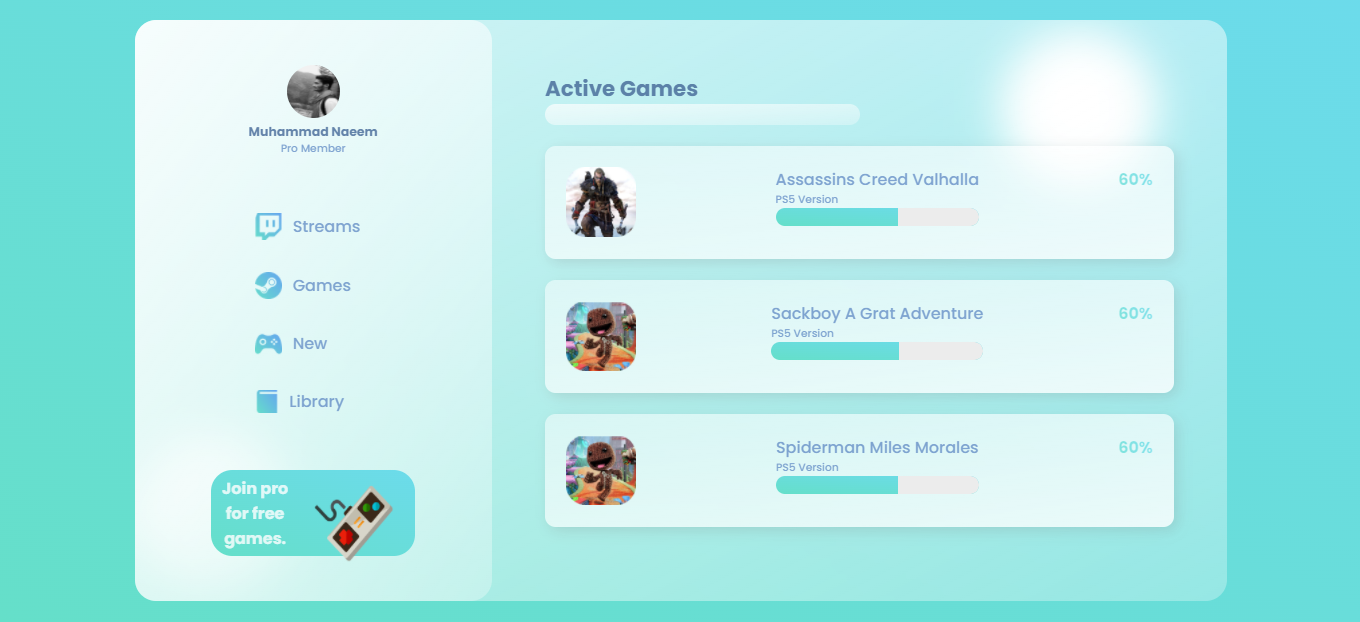 Muhammad Naeem
Pro Member
Streams
Games
New
Library
Join pro
for free
games.
Active Games
Assassins Creed Valhalla
60%
PS5 Version
Sackboy A Grat Adventure
60%
PS5 Version
Spiderman Miles Morales
60%
PS5 Version